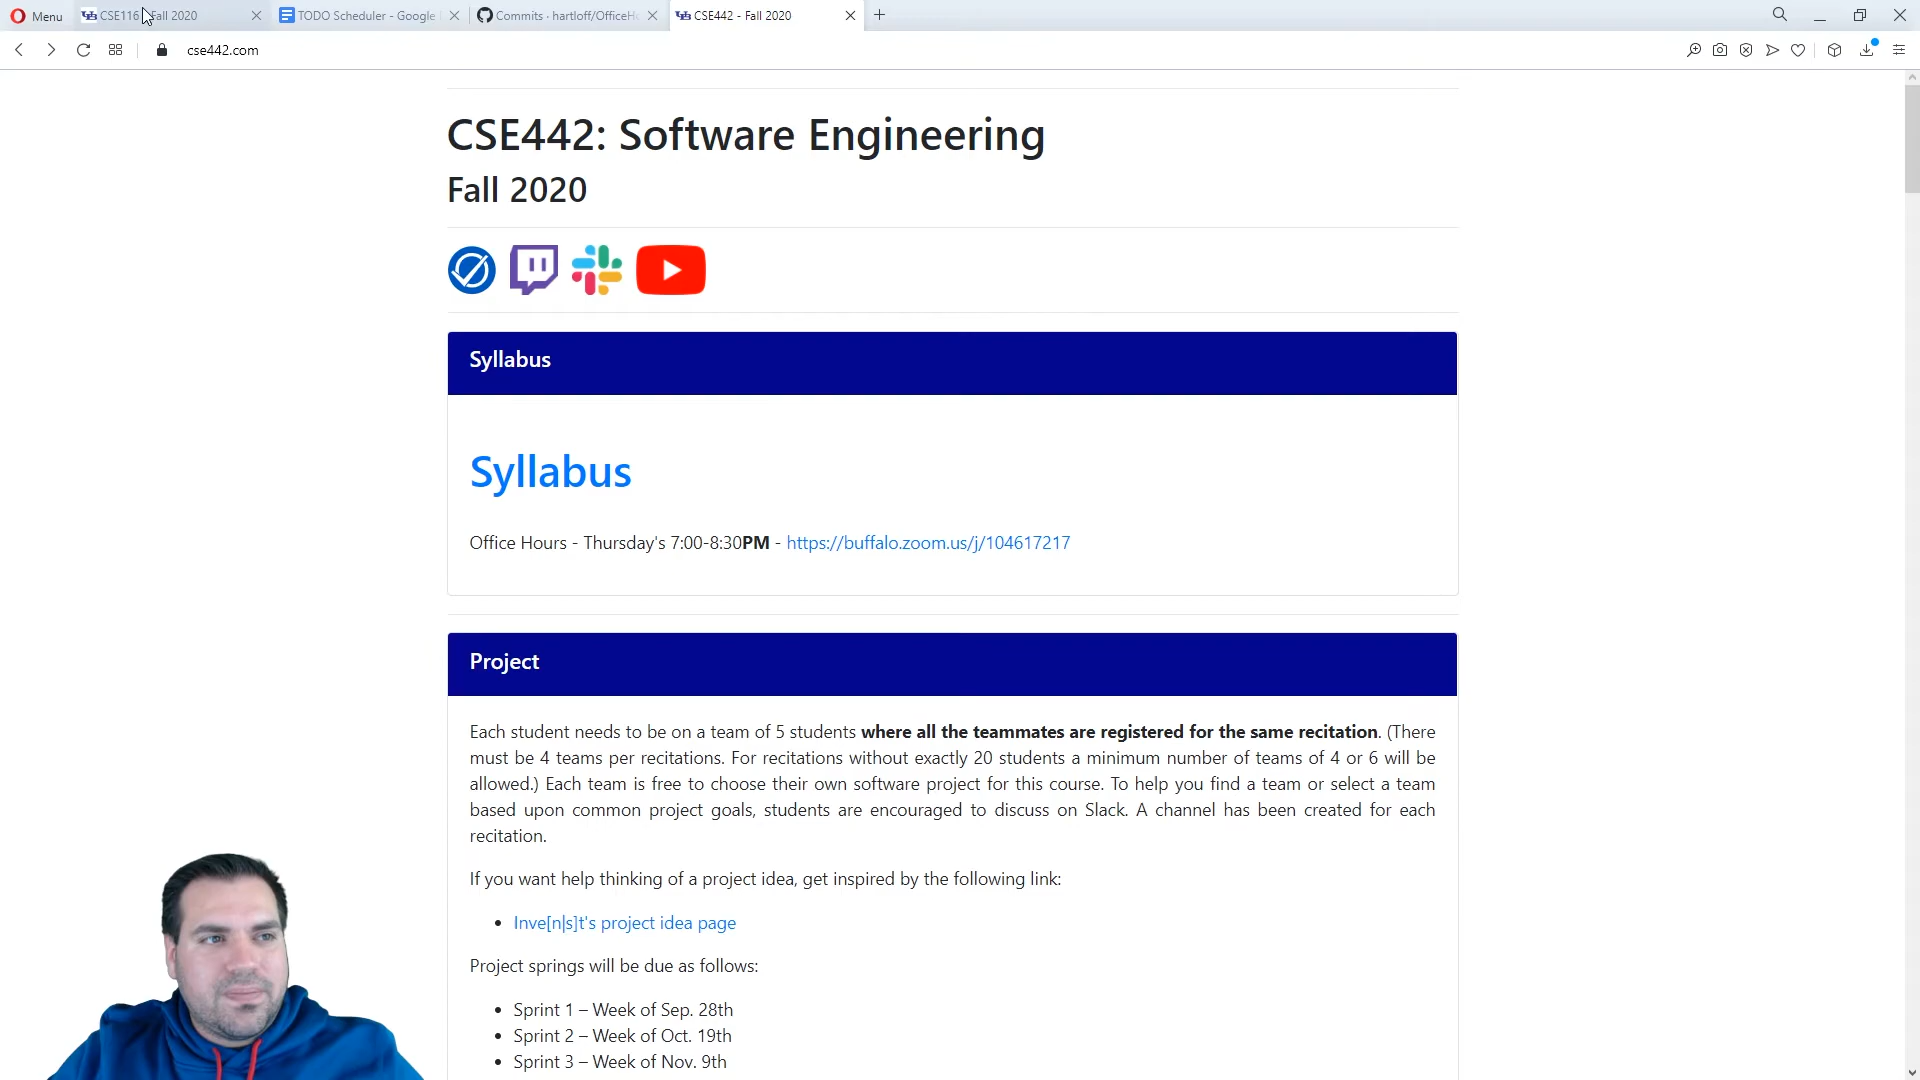 Menu
CSE116 Fall 2020
TODO Scheduler - Google
Commits · hartloff/OfficeHo
CSE442 - Fall 2020
cse442.com
CSE442: Software Engineering
Fall 2020
Syllabus
Syllabus
Office Hours - Thursday's 7:00-8:30PM - https://buffalo.zoom.us/j/104617217
Project
Each student needs to be on a team of 5 students where all the teammates are registered for the same recitation. (There
must be 4 teams per recitations. For recitations without exactly 20 students a minimum number of teams of 4 or 6 will be
allowed.) Each team is free to choose their own software project for this course. To help you find a team or select a team
based upon common project goals, students are encouraged to discuss on Slack. A channel has been created for each
recitation.
If you want help thinking of a project idea, get inspired by the following link:
• Inve[n|s]t's project idea page
Project springs will be due as follows:
• Sprint 1 – Week of Sep. 28th
• Sprint 2 – Week of Oct. 19th
• Sprint 3 – Week of Nov. 9th